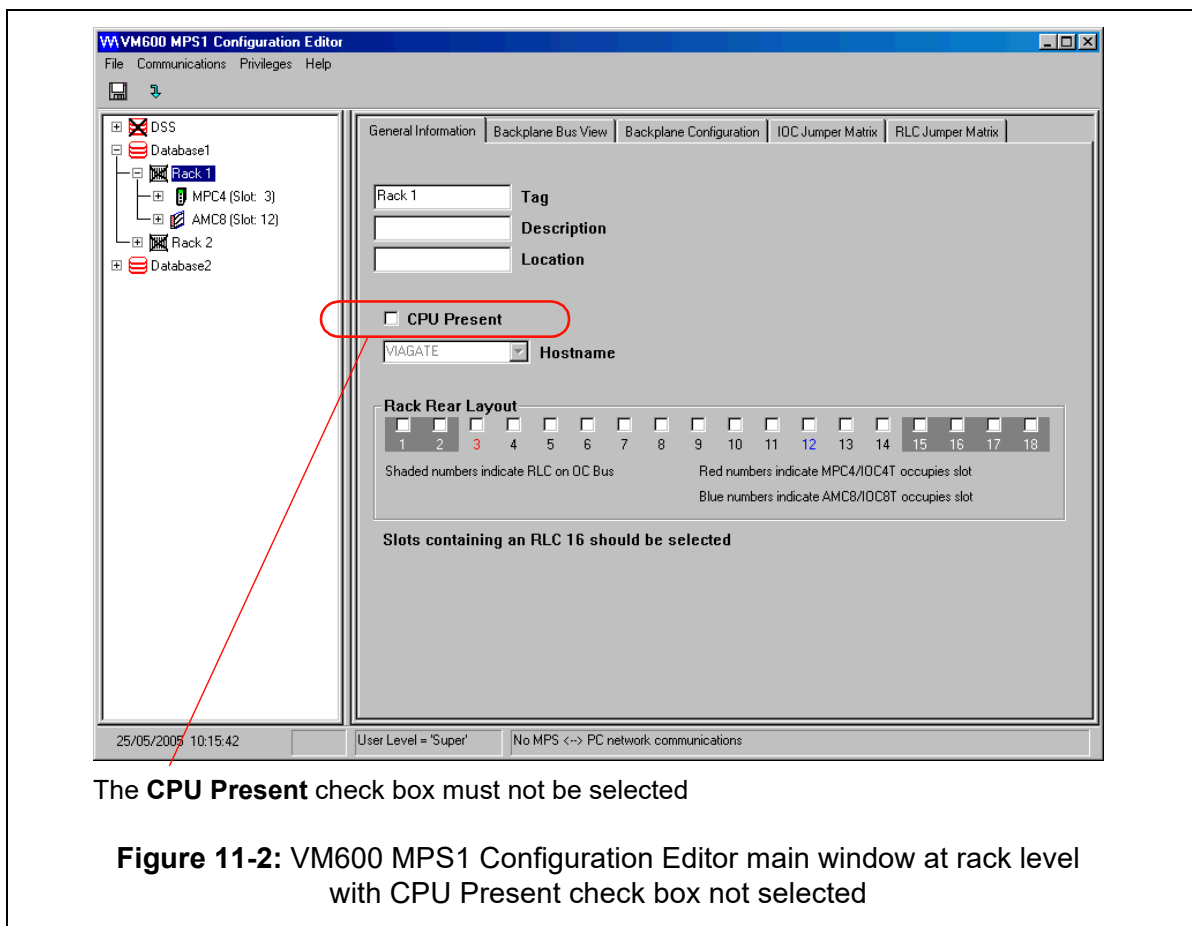 VM600 MPS1 Configuration Editor
File Communications Privileges Help
DSS
Database1
Rack 1
MPC4 (Slot: 3)
AMC8 (Slot: 12)
Rack 2
Database2
General Information Backplane Bus View Backplane Configuration IOC Jumper Matrix RLC Jumper Matrix
Rack 1 Tag
Description
Location
CPU Present
VIAGATE Hostname
Rack Rear Layout
1 2 3 4 5 6 7 8 9 10 11 12 13 14 15 16 17 18
Shaded numbers indicate RLC on OC Bus
Red numbers indicate MPC4/IOC4T occupies slot
Blue numbers indicate AMC8/IOC8T occupies slot
Slots containing an RLC 16 should be selected
25/05/2005 10:15:42 User Level = 'Super' No MPS <--> PC network communications
The CPU Present check box must not be selected
Figure 11-2: VM600 MPS1 Configuration Editor main window at rack level
with CPU Present check box not selected